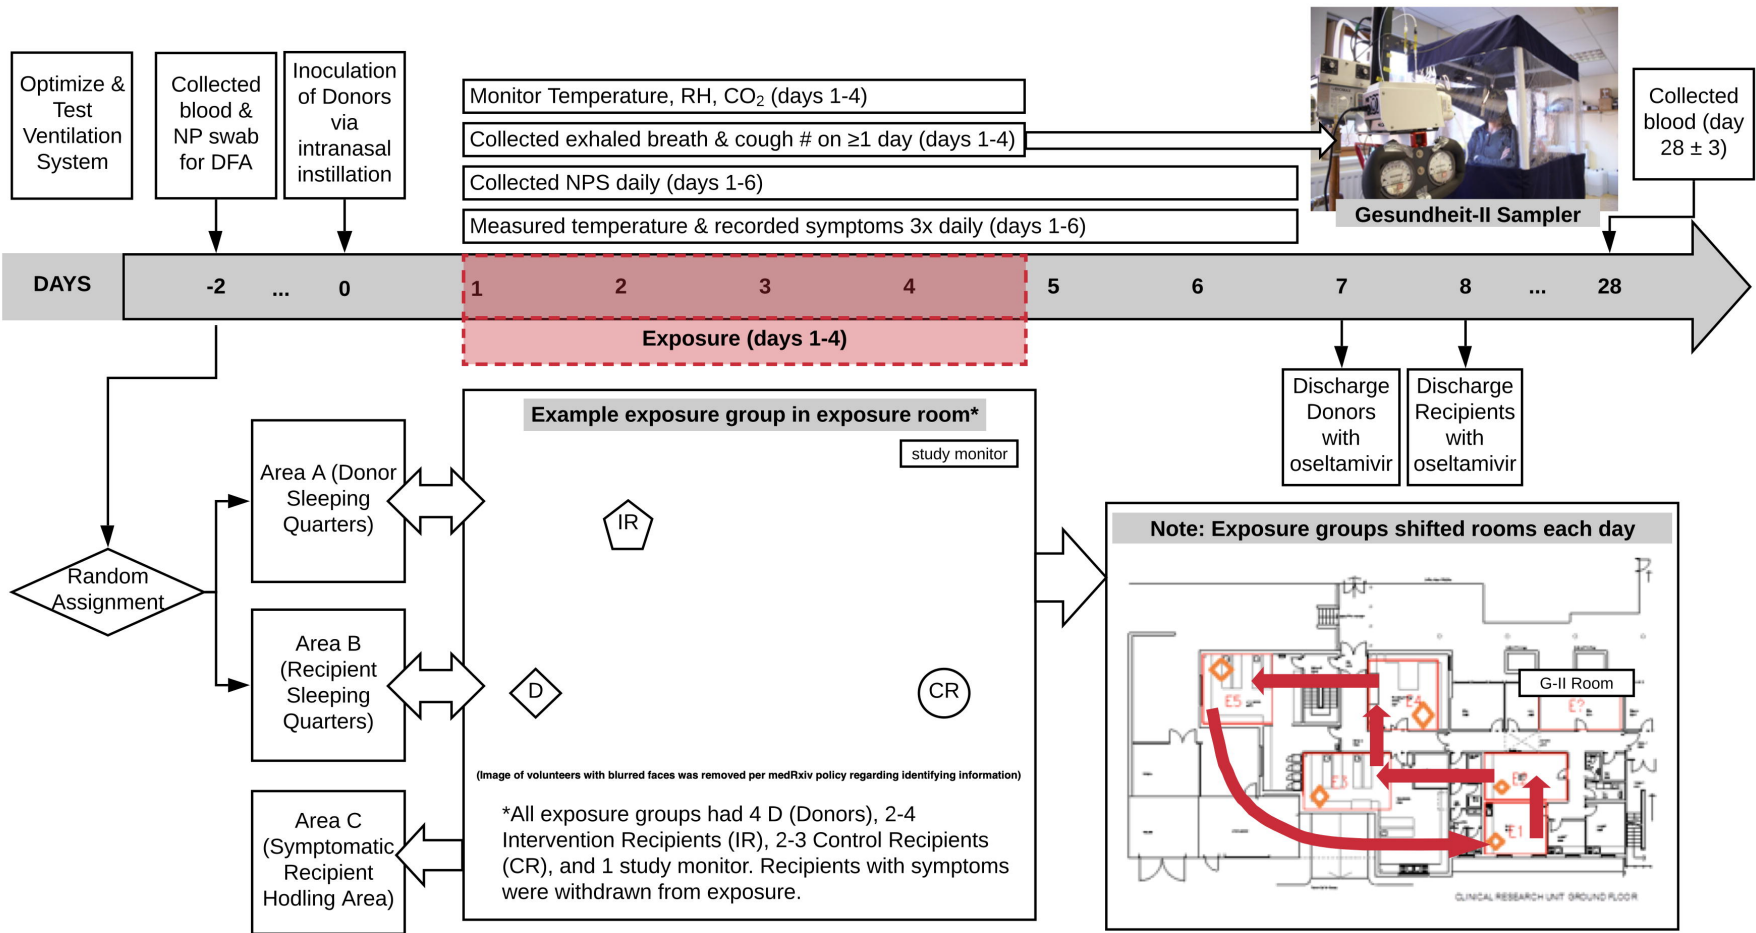 Optimize &
Test
Ventilation
System
Collected
blood &
NP swab
for DFA
Inoculation
of Donors
via
intranasal
instillation
Monitor Temperature, RH, CO₂ (days 1-4)
Collected exhaled breath & cough # on ≥1 day (days 1-4)
Collected NPS daily (days 1-6)
Measured temperature & recorded symptoms 3x daily (days 1-6)
Gesundheit-II Sampler
Collected
blood (day
28 ± 3)
DAYS -2 ... 0 1 2 3 4 5 6 7 8 ... 28
Exposure (days 1-4)
Discharge
Donors
with
oseltamivir
Discharge
Recipients
with
oseltamivir
Random
Assignment
Area A (Donor
Sleeping
Quarters)
Area B
(Recipient
Sleeping
Quarters)
Area C
(Symptomatic
Recipient
Hodling Area)
Example exposure group in exposure room*
study monitor
IR
D
CR
(Image of volunteers with blurred faces was removed per medRxiv policy regarding identifying information)
*All exposure groups had 4 D (Donors), 2-4
Intervention Recipients (IR), 2-3 Control Recipients
(CR), and 1 study monitor. Recipients with symptoms
were withdrawn from exposure.
Note: Exposure groups shifted rooms each day
G-II Room
E5
E4
E?
E3
E1
CLINICAL RESEARCH UNIT GROUND FLOOR